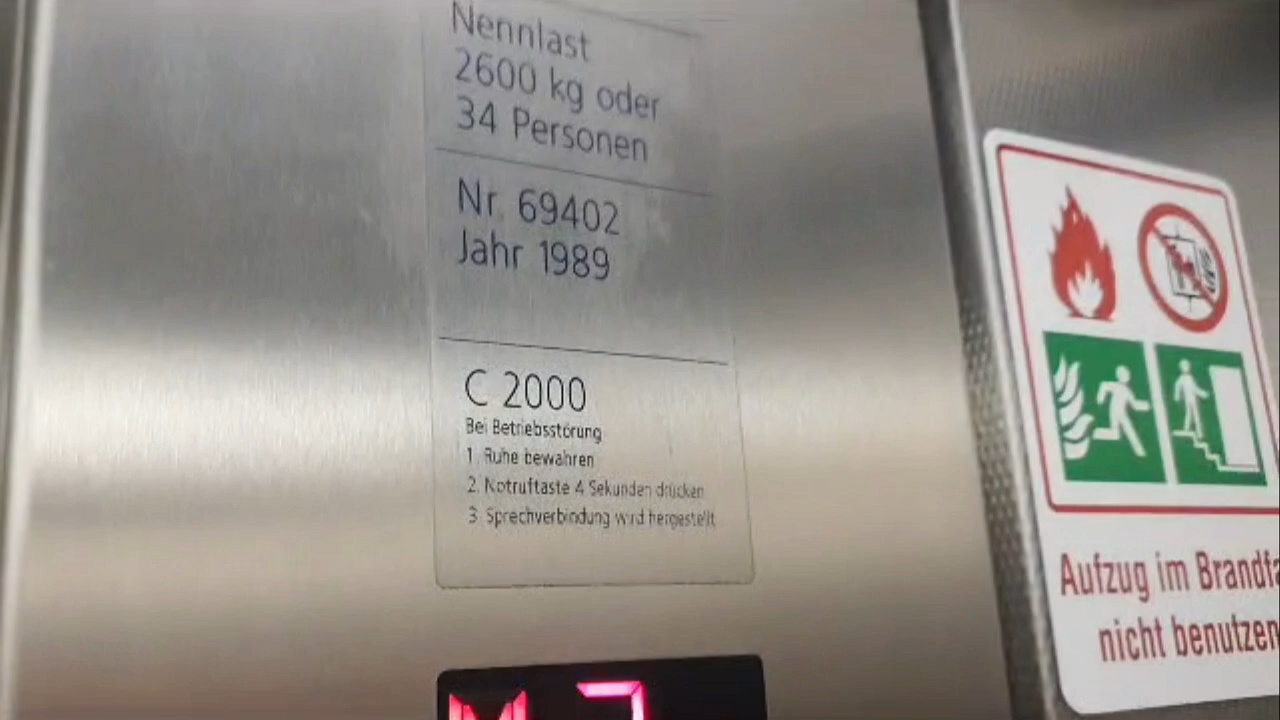 Nennlast
2600 kg oder
34 Personen
Nr. 69402
Jahr 1989
C 2000
Bei Betriebsstörung
1. Ruhe bewahren
2. Notruftaste 4 Sekunden drücken
3. Sprechverbindung wird hergestellt
Aufzug im
nicht benutzen